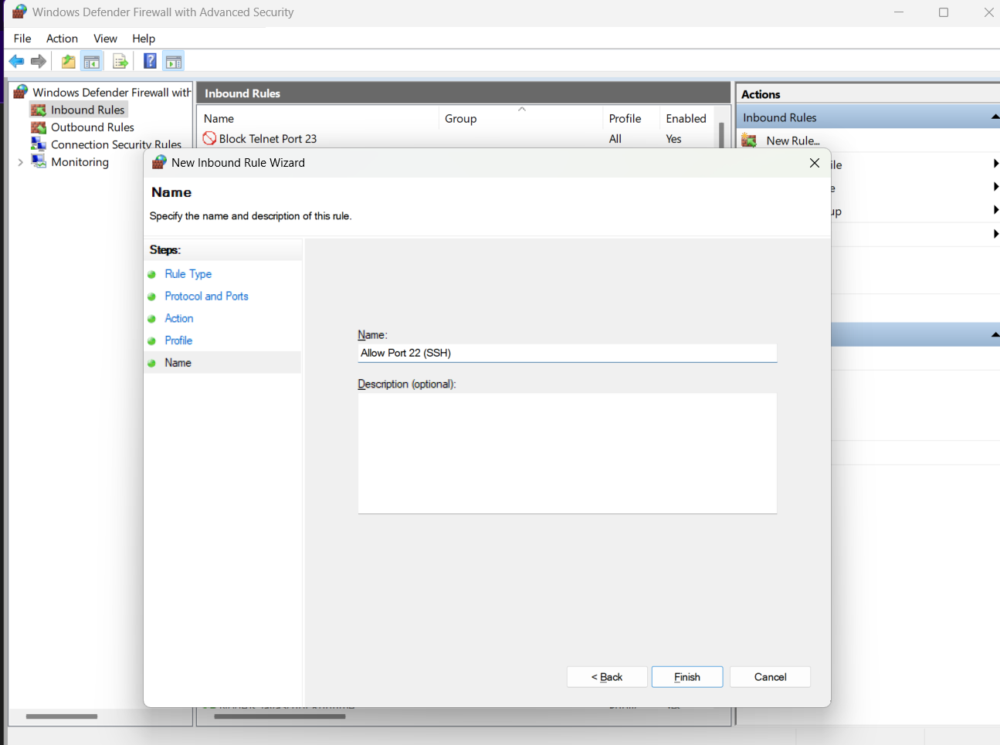 Windows Defender Firewall with Advanced Security
File Action View Help
Windows Defender Firewall with
Inbound Rules
Outbound Rules
Connection Security Rules
Monitoring
Inbound Rules
Name Group Profile Enabled
Block Telnet Port 23 All Yes
Actions
Inbound Rules
New Rule...
ile
e
up
New Inbound Rule Wizard
Name
Specify the name and description of this rule.
Steps:
Rule Type
Protocol and Ports
Action
Profile
Name
Name:
Allow Port 22 (SSH)
Description (optional):
< Back Finish Cancel